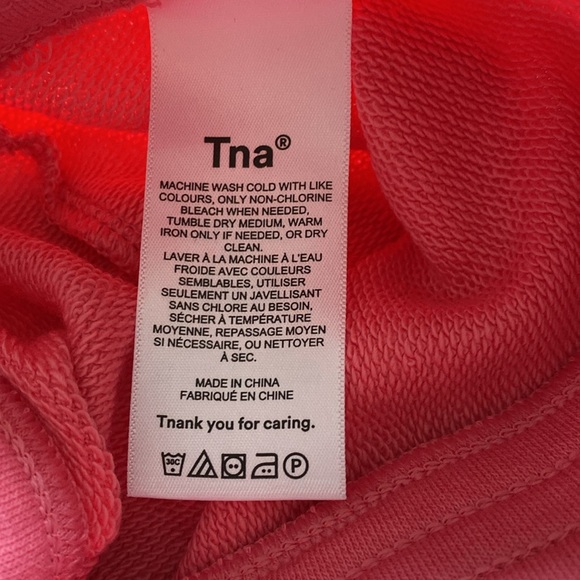 Tna®
MACHINE WASH COLD WITH LIKE
COLOURS, ONLY NON-CHLORINE
BLEACH WHEN NEEDED,
TUMBLE DRY MEDIUM, WARM
IRON ONLY IF NEEDED, OR DRY
CLEAN.
LAVER À LA MACHINE À L'EAU
FROIDE AVEC COULEURS
SEMBLABLES, UTILISER
SEULEMENT UN JAVELLISANT
SANS CHLORE AU BESOIN,
SÉCHER À TEMPÉRATURE
MOYENNE, REPASSAGE MOYEN
SI NÉCESSAIRE, OU NETTOYER
À SEC.
MADE IN CHINA
FABRIQUÉ EN CHINE
Tnank you for caring.
30C P